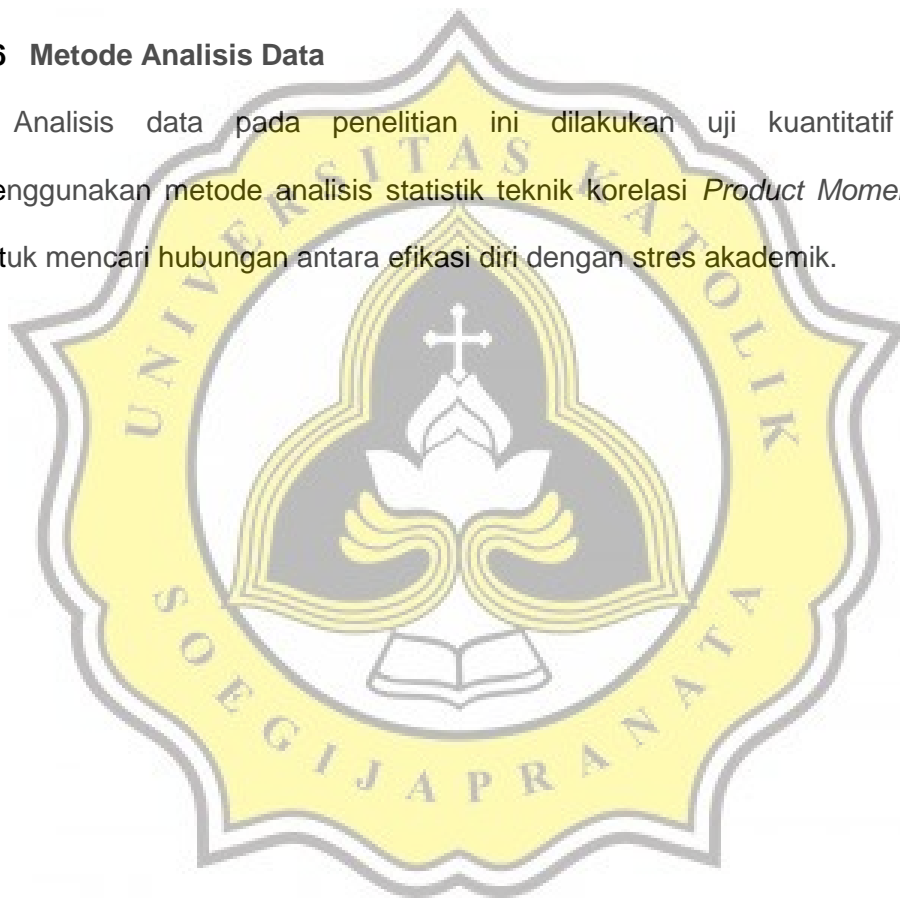 6 Metode Analisis Data
Analisis data pada penelitian ini dilakukan uji kuantitatif
enggunakan metode analisis statistik teknik korelasi Product Mome
tuk mencari hubungan antara efikasi diri dengan stres akademik.
UNIVERSITAS KATOLIK
SOEGIJAPRANATA